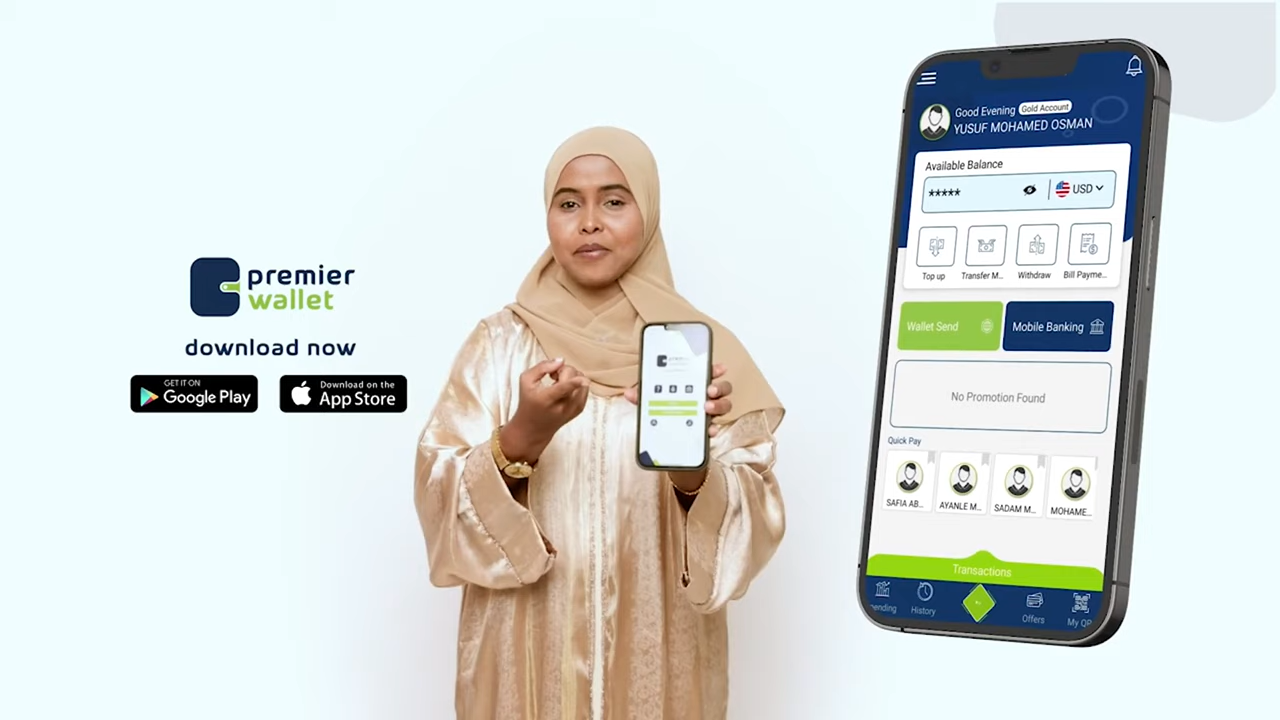 premier
wallet
download now
GET IT ON
Google Play
Download on the
App Store
premier
Good Evening Gold Account
YUSUF MOHAMED OSMAN
Available Balance
***** USD
Top up Transfer M... Withdraw Bill Payme...
Wallet Send Mobile Banking
No Promotion Found
Quick Pay
SAFIA AB... AYANLE M... SADAM M... MOHAME...
Transactions
ending History Offers My QR